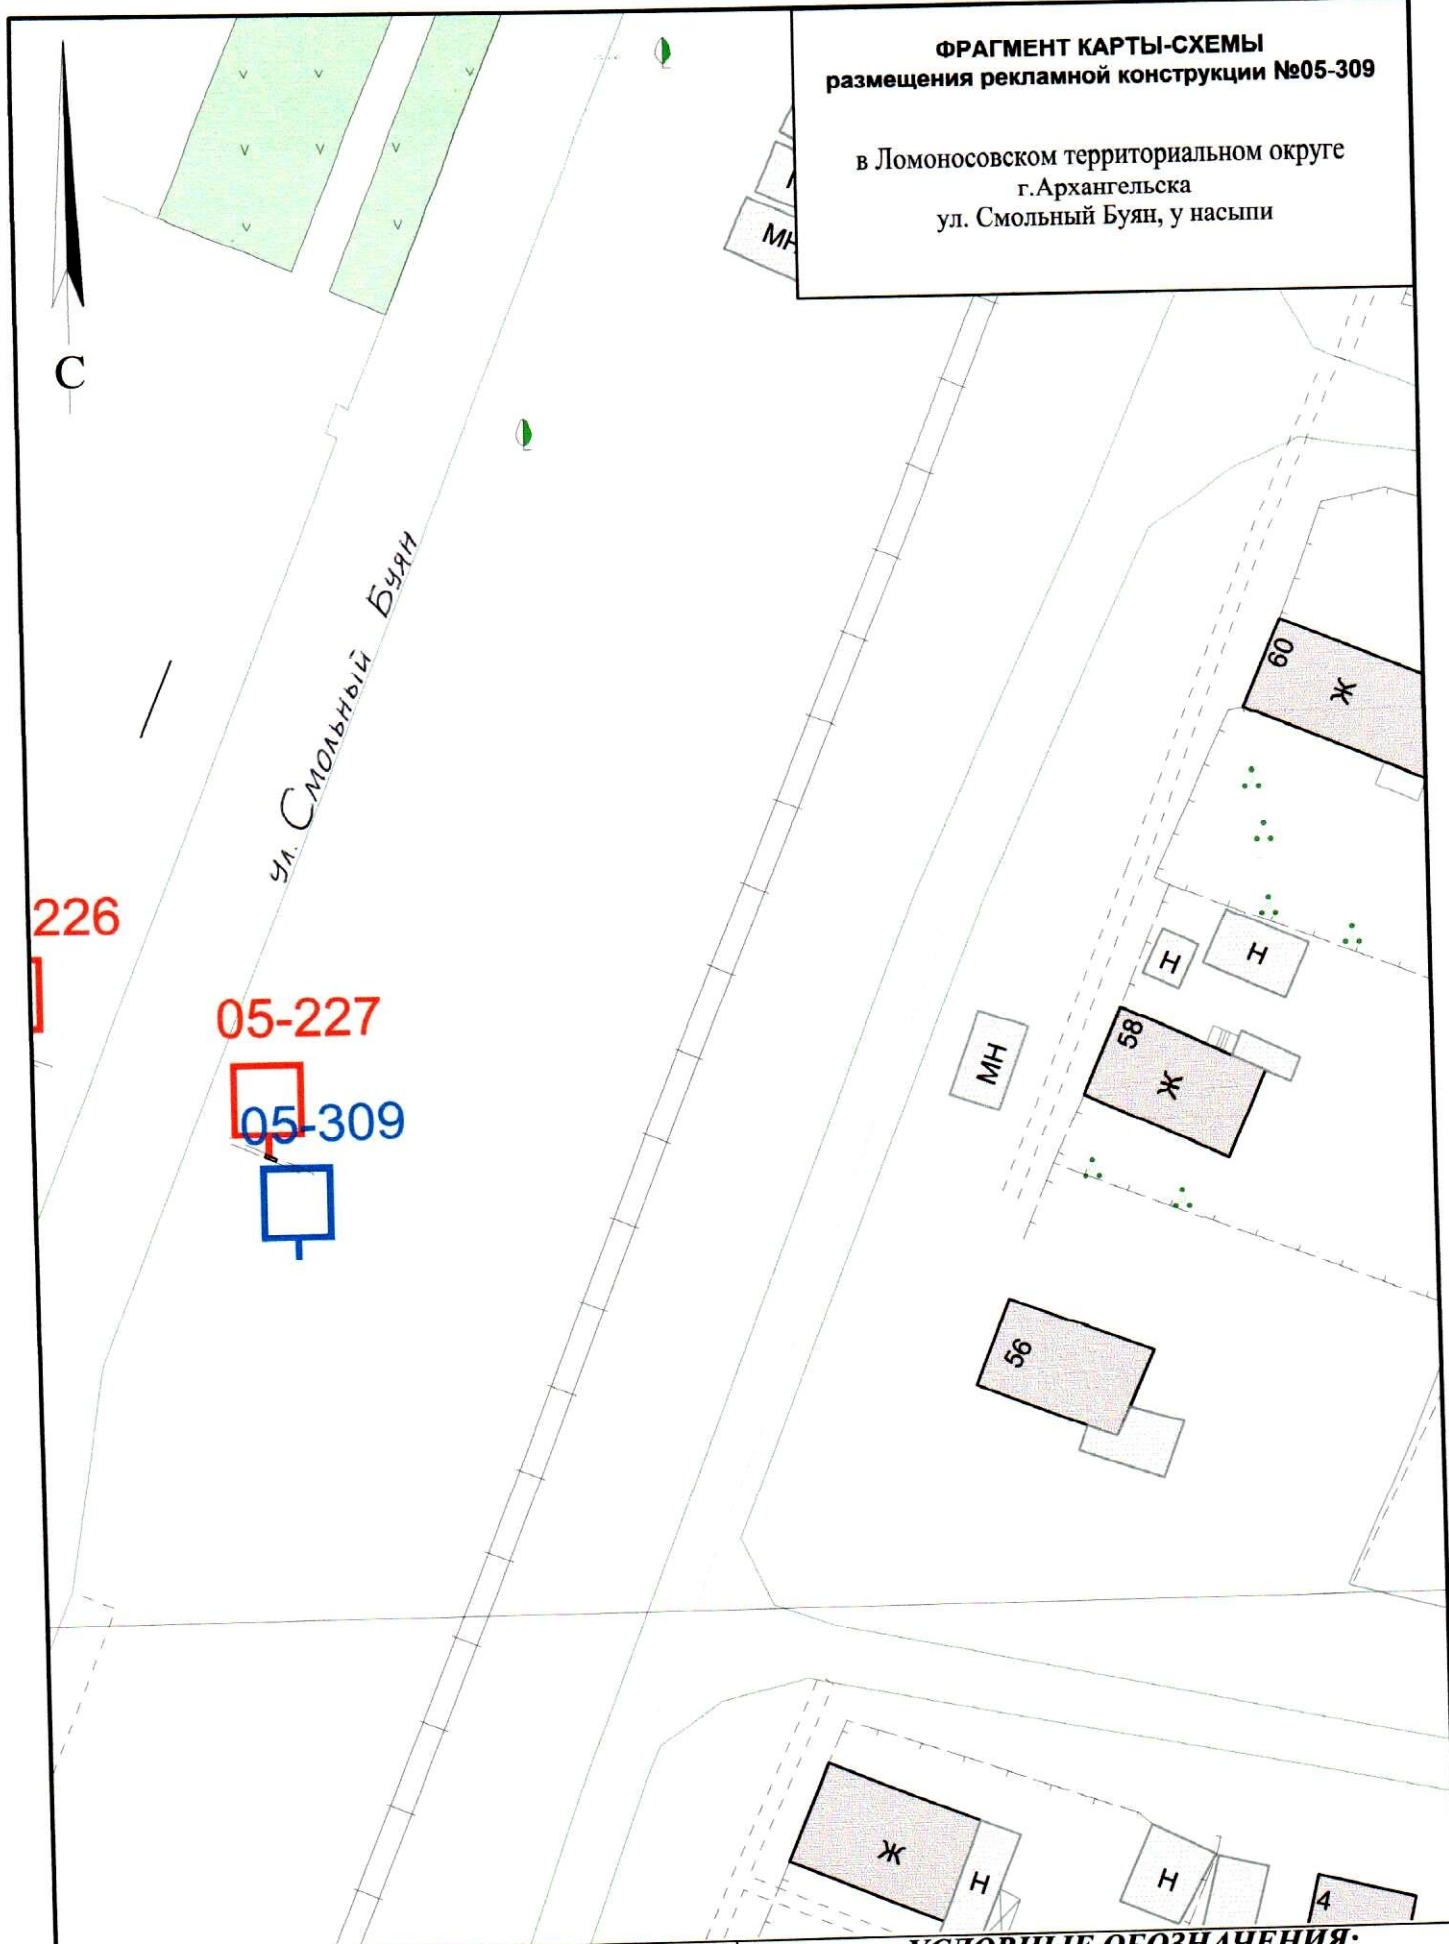 ФРАГМЕНТ КАРТЫ-СХЕМЫ
размещения рекламной конструкции №05-309
в Ломоносовском территориальном округе
г.Архангельска
ул. Смольный Буян, у насыпи
МН
С
ул. Смольный Буян
60
Ж
226
Н
Н
05-227
58
Ж
МН
05-309
56
Ж
Н
Н
4
УСЛОВНЫЕ ОБОЗНАЧЕНИЯ: